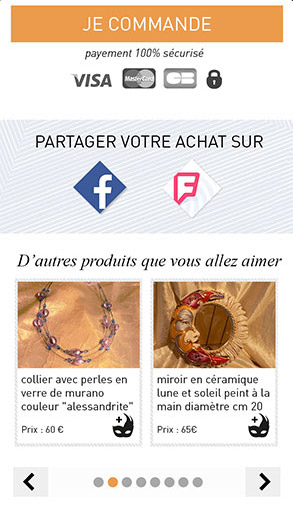 JE COMMANDE
payement 100% sécurisé
VISA MasterCard CB
PARTAGER VOTRE ACHAT SUR
f F
D'autres produits que vous allez aimer
collier avec perles en
verre de murano
couleur "alessandrite"
Prix : 60 €
+
miroir en céramique
lune et soleil peint à la
main diamètre cm 20
Prix : 65€
+